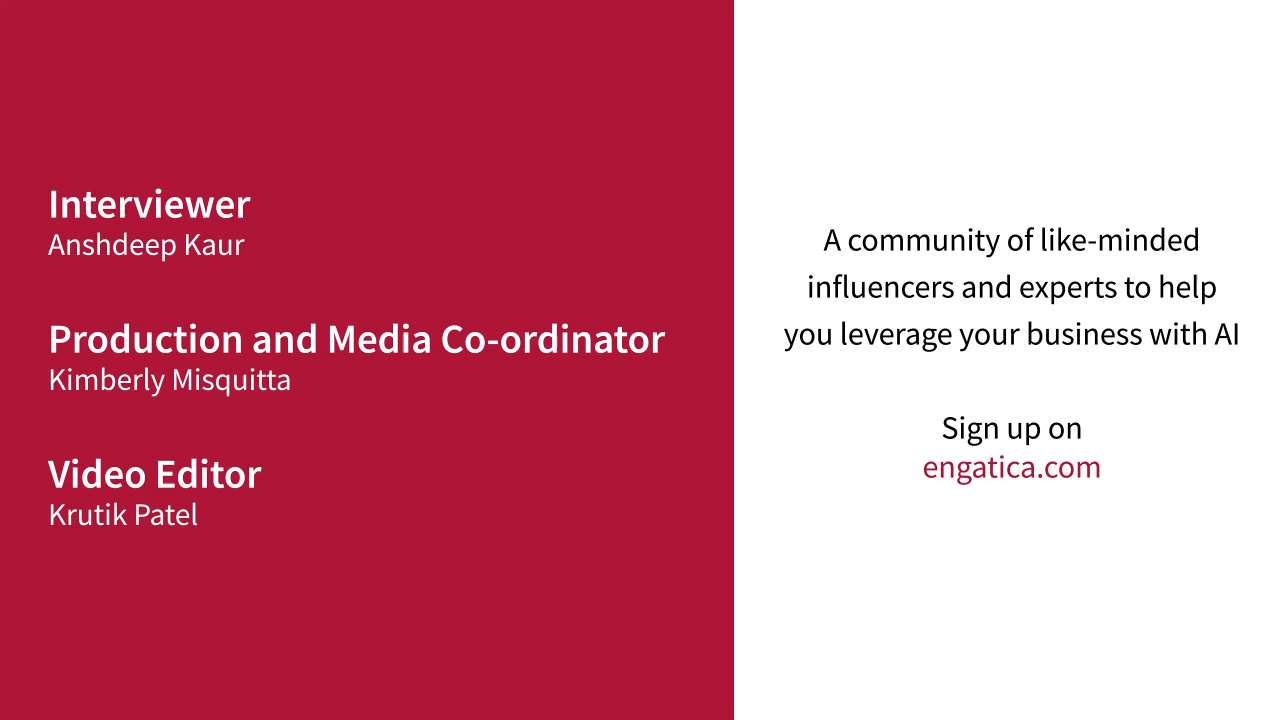 Interviewer
Anshdeep Kaur
Production and Media Co-ordinator
Kimberly Misquitta
Video Editor
Krutik Patel
A community of like-minded
influencers and experts to help
you leverage your business with AI
Sign up on
engatica.com